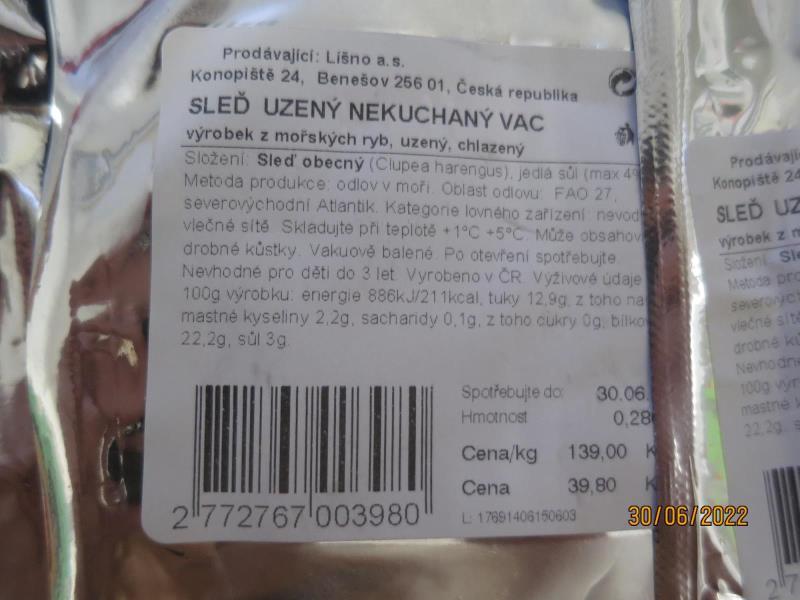 Prodávající: Líšno a.s.
Konopiště 24, Benešov 256 01, Česká republika
SLEĎ UZENÝ NEKUCHANÝ VAC
výrobek z mořských ryb, uzený, chlazený
Složení: Sleď obecný (Clupea harengus), jedlá sůl (max 4%
Metoda produkce: odlov v moři. Oblast odlovu: FAO 27,
severovýchodní Atlantik. Kategorie lovného zařízení: nevod
vlečné sítě. Skladujte při teplotě +1°C +5°C. Může obsahov
drobné kůstky. Vakuově balené. Po otevření spotřebujte.
Nevhodné pro děti do 3 let. Vyrobeno v ČR. Výživové údaje
100g výrobku: energie 886kJ/211kcal, tuky 12,9g, z toho na
mastné kyseliny 2,2g, sacharidy 0,1g, z toho cukry 0g, bílko
22,2g, sůl 3g.
Spotřebujte do: 30.06.
Hmotnost 0,28
Cena/kg 139,00 K
Cena 39,80 K
L: 17691406150603
2 772767 003980
Prodávají
Konopiště 24
SLEĎ UZ
výrobek z m
Složení: Sle
Metoda prod
severových
vlečné sítě
drobné ků
Nevhodné
100g výro
mastné k
22,2g, s
2 7
30/06/2022